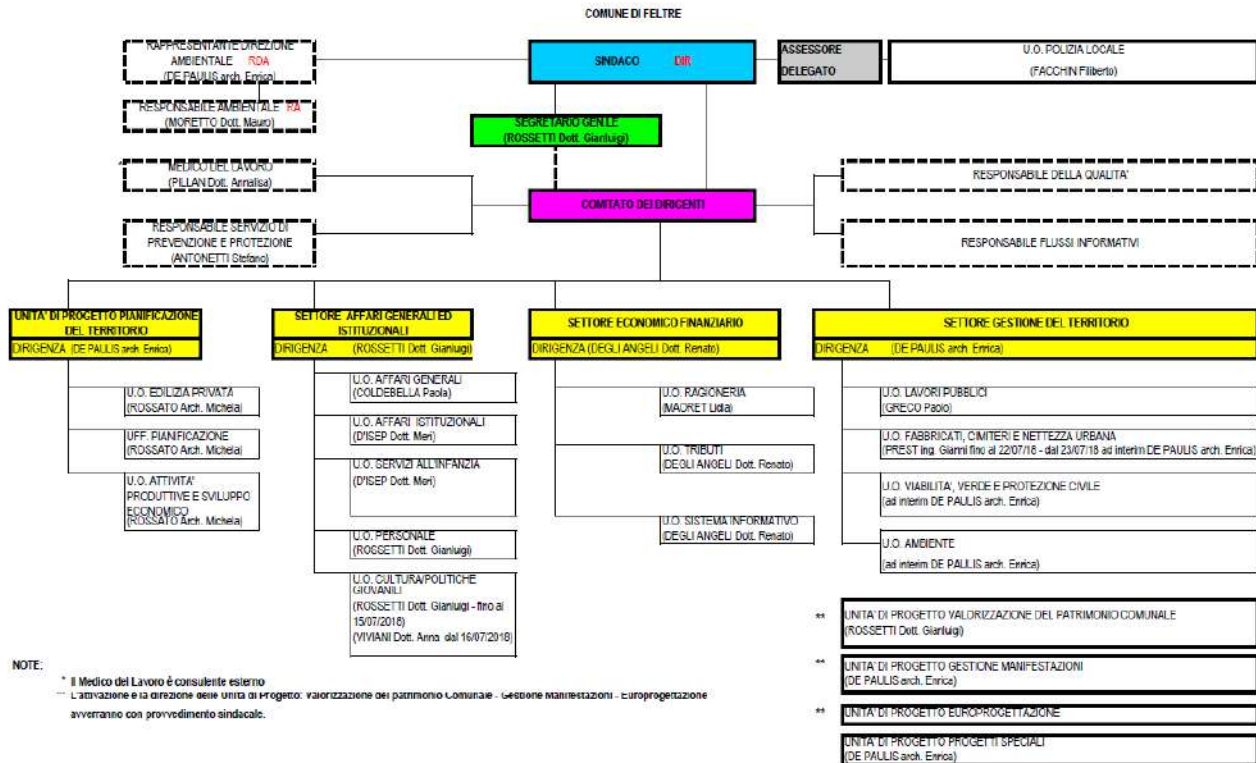 COMUNE DI FELTRE
RAPPRESENTANTE DIREZIONE
AMBIENTALE RDA
(DE PAULIS arch. Enrica)
SINDACO DIR
ASSESSORE
DELEGATO
U.O. POLIZIA LOCALE
(FACCHIN Filiberto)
RESPONSABILE AMBIENTALE RA
(MORETTO Dott. Mauro)
SEGRETARIO GEN.LE
(ROSSETTI Dott. Gianluigi)
* MEDICO DEL LAVORO
(PILLAN Dott. Annalisa)
RESPONSABILE DELLA QUALITA'
COMITATO DEI DIRIGENTI
RESPONSABILE SERVIZIO DI
PREVENZIONE E PROTEZIONE
(ANTONETTI Stefano)
RESPONSABILE FLUSSI INFORMATIVI
UNITA' DI PROGETTO PIANIFICAZIONE
DEL TERRITORIO
DIRIGENZA (DE PAULIS arch. Enrica)
U.O. EDILIZIA PRIVATA
(ROSSATO Arch. Michela)
UFF. PIANIFICAZIONE
(ROSSATO Arch. Michela)
U.O. ATTIVITA'
PRODUTTIVE E SVILUPPO
ECONOMICO
(ROSSATO Arch. Michela)
SETTORE AFFARI GENERALI ED
ISTITUZIONALI
DIRIGENZA (ROSSETTI Dott. Gianluigi)
U.O. AFFARI GENERALI
(COLDEBELLA Paola)
U.O. AFFARI ISTITUZIONALI
(D'ISEP Dott. Meri)
U.O. SERVIZI ALL'INFANZIA
(D'ISEP Dott. Meri)
U.O. PERSONALE
(ROSSETTI Dott. Gianluigi)
U.O. CULTURA/POLITICHE
GIOVANILI
(ROSSETTI Dott. Gianluigi - fino al
15/07/2018)
(VIVIANI Dott. Anna dal 16/07/2018)
SETTORE ECONOMICO FINANZIARIO
DIRIGENZA (DEGLI ANGELI Dott. Renato)
U.O. RAGIONERIA
(MAORET Lidia)
U.O. TRIBUTI
(DEGLI ANGELI Dott. Renato)
U.O. SISTEMA INFORMATIVO
(DEGLI ANGELI Dott. Renato)
SETTORE GESTIONE DEL TERRITORIO
DIRIGENZA (DE PAULIS arch. Enrica)
U.O. LAVORI PUBBLICI
(GRECO Paolo)
U.O. FABBRICATI, CIMITERI E NETTEZZA URBANA
(PREST ing. Gianni fino al 22/07/18 - dal 23/07/18 ad interim DE PAULIS arch. Enrica)
U.O. VIABILITA', VERDE E PROTEZIONE CIVILE
(ad interim DE PAULIS arch. Enrica)
U.O. AMBIENTE
(ad interim DE PAULIS arch. Enrica)
** UNITA' DI PROGETTO VALORIZZAZIONE DEL PATRIMONIO COMUNALE
(ROSSETTI Dott. Gianluigi)
** UNITA' DI PROGETTO GESTIONE MANIFESTAZIONI
(DE PAULIS arch. Enrica)
** UNITA' DI PROGETTO EUROPROGETTAZIONE
UNITA' DI PROGETTO PROGETTI SPECIALI
(DE PAULIS arch. Enrica)
NOTE:
* Il Medico del Lavoro è consulente esterno
** L'attivazione e la direzione delle Unità di Progetto: Valorizzazione del patrimonio Comunale - Gestione Manifestazioni - Europrogettazione
avverranno con provvedimento sindacale.